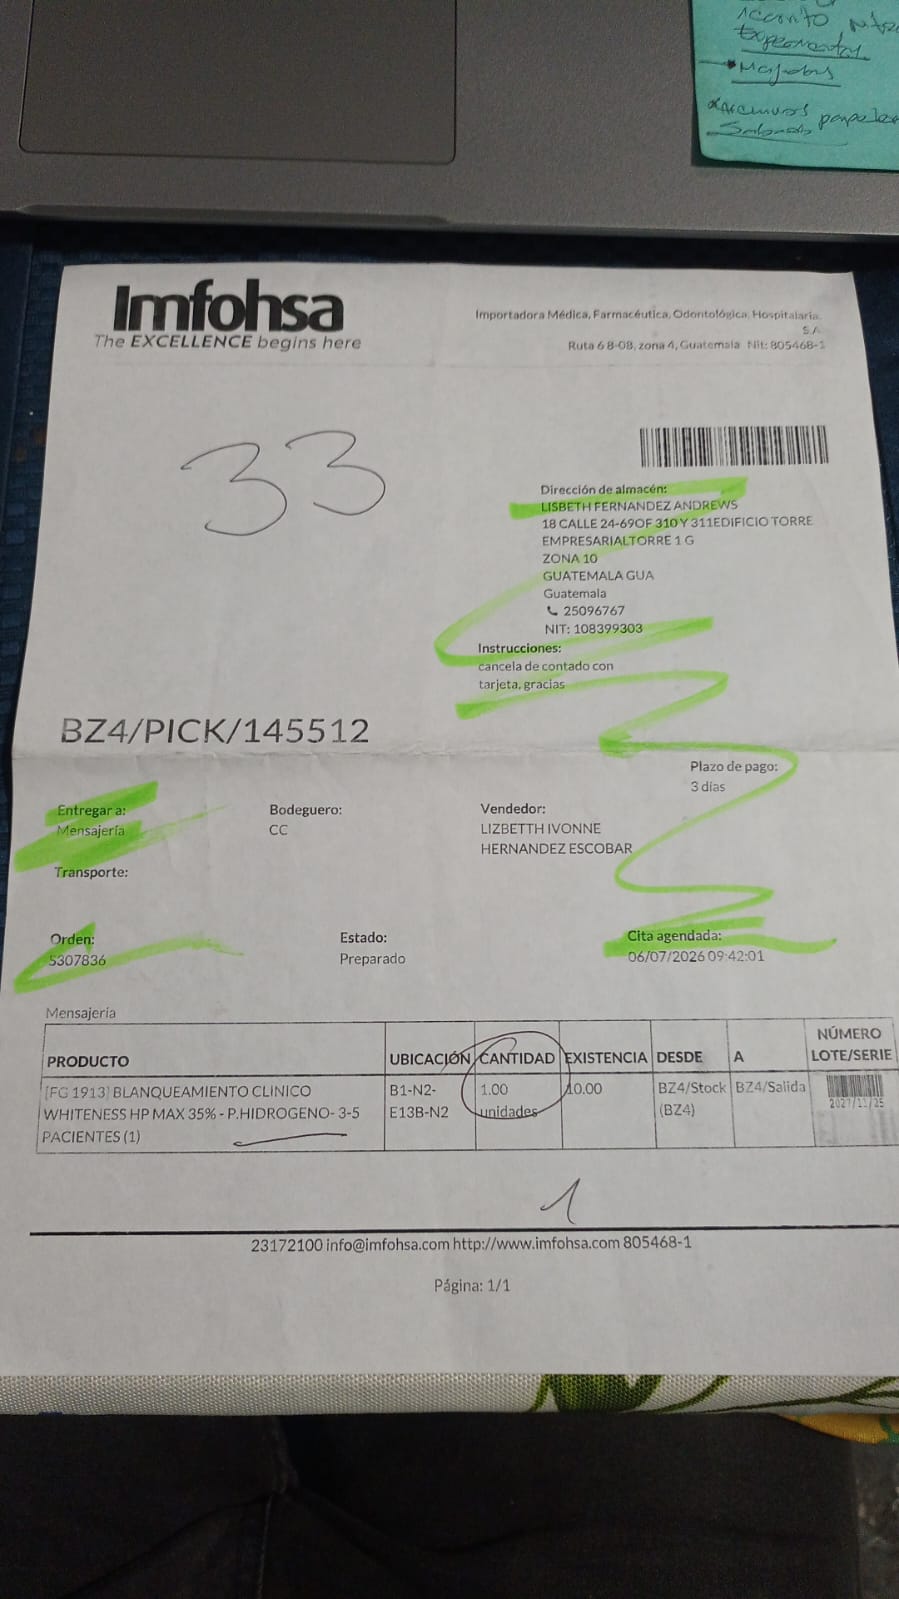 Mayores
Imfohsa
The EXCELLENCE begins here
Importadora Médica, Farmacéutica, Odontológica, Hospitalaria,
S.A
Ruta 6 8-08, zona 4, Guatemala Nit: 805468-1
33
Dirección de almacén:
LISBETH FERNANDEZ ANDREWS
18 CALLE 24-69OF 310 Y 311EDIFICIO TORRE
EMPRESARIALTORRE 1 G
ZONA 10
GUATEMALA GUA
Guatemala
25096767
NIT: 108399303
Instrucciones:
cancela de contado con
tarjeta, gracias
BZ4/PICK/145512
Plazo de pago:
3 días
Entregar a:
Mensajería
Bodeguero:
CC
Vendedor:
LIZBETTH IVONNE
HERNANDEZ ESCOBAR
Transporte:
Orden:
5307836
Estado:
Preparado
Cita agendada:
06/07/2026 09:42:01
Mensajería
PRODUCTO UBICACIÓN CANTIDAD EXISTENCIA DESDE A NÚMERO LOTE/SERIE
[FG 1913] BLANQUEAMIENTO CLINICO B1-N2- 1.00 10.00 BZ4/Stock BZ4/Salida
WHITENESS HP MAX 35% - P.HIDROGENO- 3-5 E13B-N2 unidades (BZ4) 2027/11/25
PACIENTES (1)
1
23172100 info@imfohsa.com http://www.imfohsa.com 805468-1
Página: 1/1